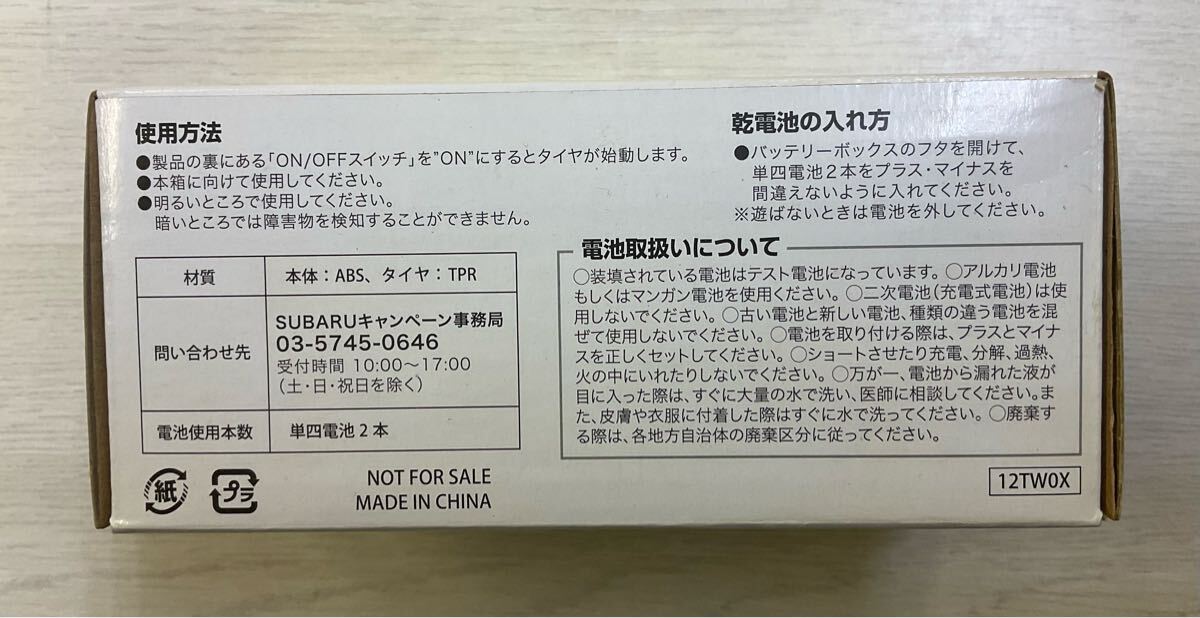 使用方法
●製品の裏にある「ON/OFFスイッチ」を"ON"にするとタイヤが始動します。
●本箱に向けて使用してください。
●明るいところで使用してください。
暗いところでは障害物を検知することができません。
乾電池の入れ方
●バッテリーボックスのフタを開けて、
単四電池2本をプラス・マイナスを
間違えないように入れてください。
※遊ばないときは電池を外してください。
材質 本体：ABS、タイヤ：TPR
問い合わせ先
SUBARUキャンペーン事務局
03-5745-0646
受付時間 10:00〜17:00
（土・日・祝日を除く）
電池使用本数 単四電池2本
電池取扱いについて
○装填されている電池はテスト電池になっています。○アルカリ電池
もしくはマンガン電池を使用ください。○二次電池（充電式電池）は使
用しないでください。○古い電池と新しい電池、種類の違う電池を混
ぜて使用しないでください。○電池を取り付ける際は、プラスとマイナ
スを正しくセットしてください。○ショートさせたり充電、分解、過熱、
火の中にいれたりしないでください。○万が一、電池から漏れた液が
目に入った際は、すぐに大量の水で洗い、医師に相談してください。ま
た、皮膚や衣服に付着した際はすぐに水で洗ってください。○廃棄す
る際は、各地方自治体の廃棄区分に従ってください。
紙
プラ
NOT FOR SALE
MADE IN CHINA
12TW0X